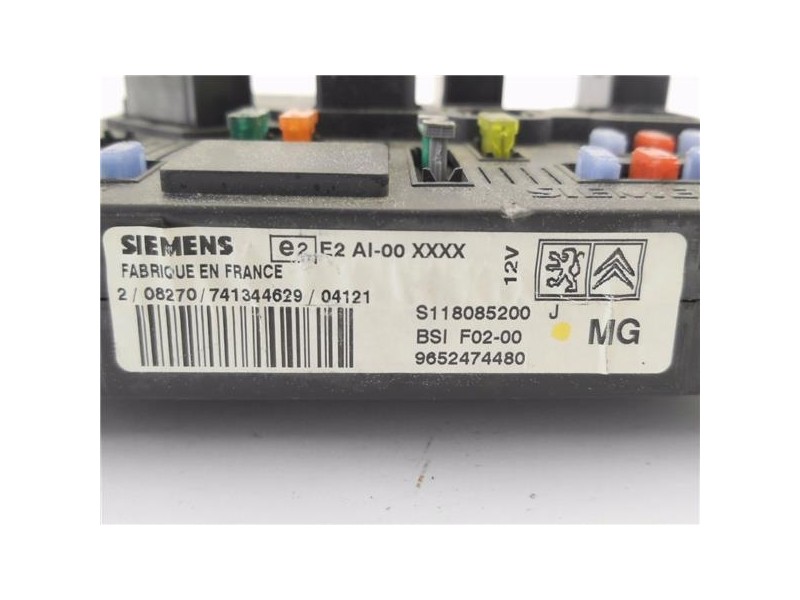 SIEMENS
SIEMENS e2 E2 AI-00 XXXX
FABRIQUE EN FRANCE
2 / 08270 / 741344629 / 04121
12V
S118085200 J
BSI F02-00 MG
9652474480